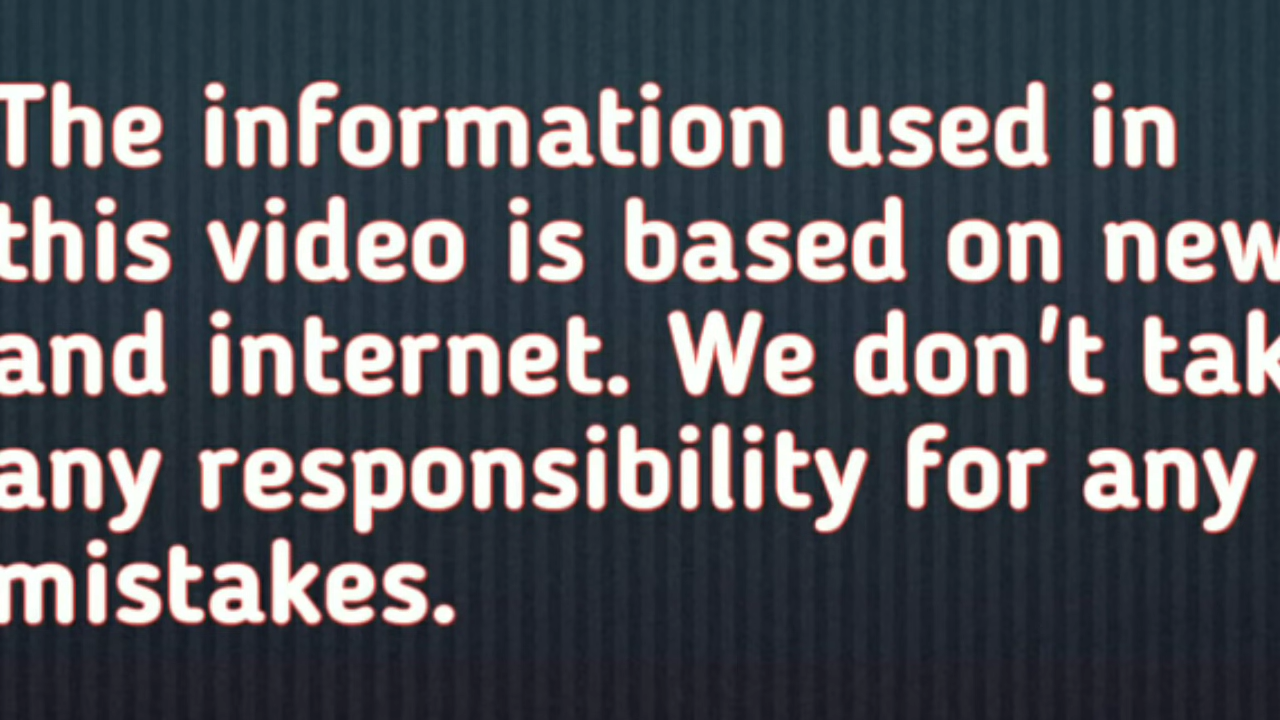 The information used in
this video is based on new
and internet. We don't tak
any responsibility for any
mistakes.